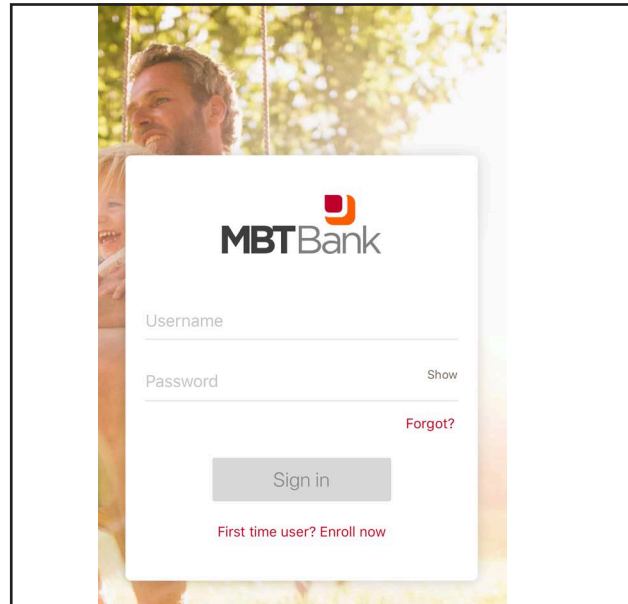 MBTBank
Username
Password Show
Forgot?
Sign in
First time user? Enroll now